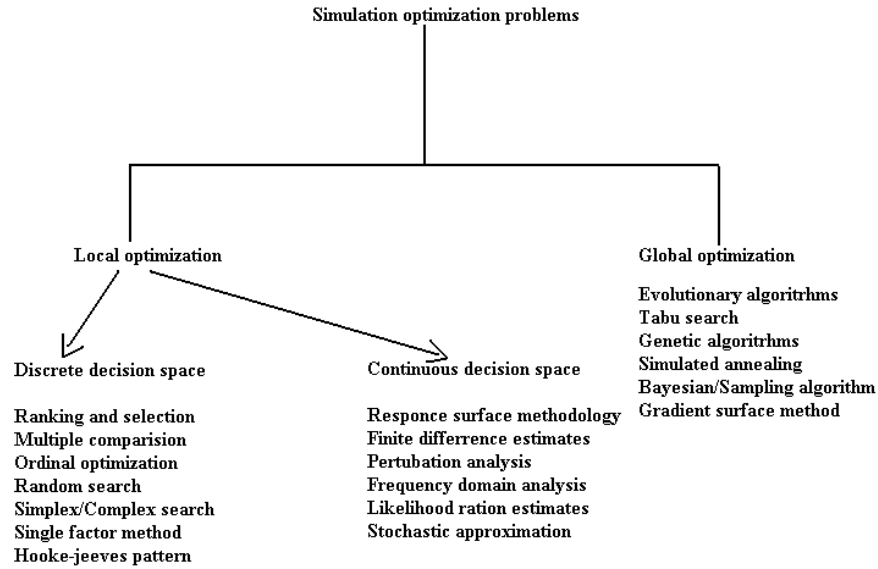 Simulation optimization problems
Local optimization
Global optimization
Evolutionary algoritrhms
Tabu search
Genetic algoritrhms
Simulated annealing
Bayesian/Sampling algorithm
Gradient surface method
Discrete decision space
Ranking and selection
Multiple comparision
Ordinal optimization
Random search
Simplex/Complex search
Single factor method
Hooke-jeeves pattern
Continuous decision space
Responce surface methodology
Finite differrence estimates
Pertubation analysis
Frequency domain analysis
Likelihood ration estimates
Stochastic approximation